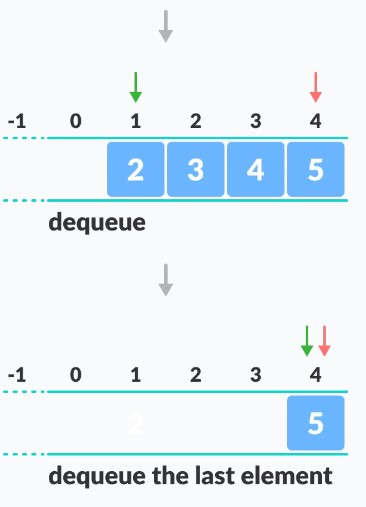 -1 0 1 2 3 4
2 3 4 5
dequeue
-1 0 1 2 3 4
2 5
dequeue the last element